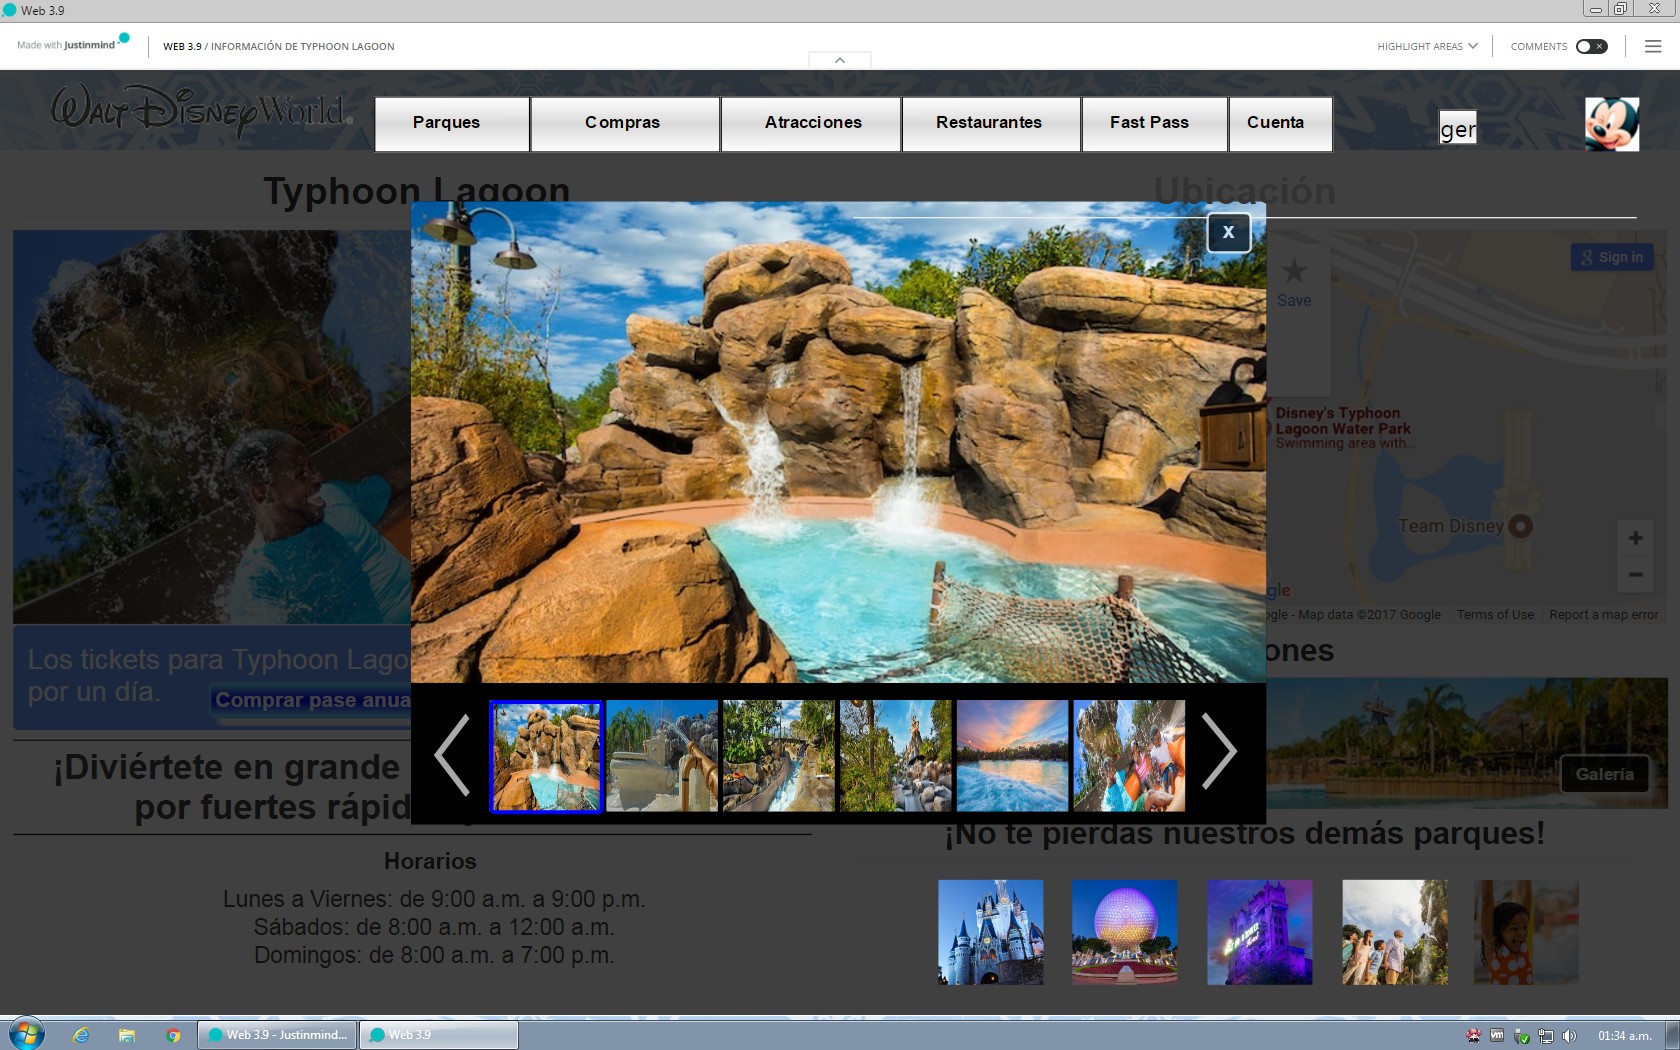 Web 3.9
Made with Justinmind
WEB 3.9 / INFORMACIÓN DE TYPHOON LAGOON
HIGHLIGHT AREAS
COMMENTS
Walt Disney World.
Parques
Compras
Atracciones
Restaurantes
Fast Pass
Cuenta
ger
Typhoon Lagoon
Ubicación
X
Sign in
Save
Disney's Typhoon
Lagoon Water Park
Swimming area with...
Team Disney
+
−
gle
ogle - Map data ©2017 Google
Terms of Use
Report a map error
Los tickets para Typhoon Lago
por un día.
Comprar pase anua
ones
Galería
¡Diviértete en grande
por fuertes rápid
¡No te pierdas nuestros demás parques!
Horarios
Lunes a Viernes: de 9:00 a.m. a 9:00 p.m.
Sábados: de 8:00 a.m. a 12:00 a.m.
Domingos: de 8:00 a.m. a 7:00 p.m.
Web 3.9 - Justinmind...
Web 3.9
01:34 a.m.